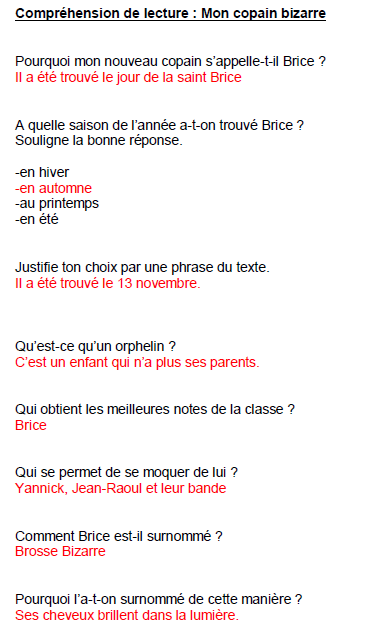 Compréhension de lecture : Mon copain bizarre
Pourquoi mon nouveau copain s'appelle-t-il Brice ?
Il a été trouvé le jour de la saint Brice
A quelle saison de l'année a-t-on trouvé Brice ?
Souligne la bonne réponse.
-en hiver
-en automne
-au printemps
-en été
Justifie ton choix par une phrase du texte.
Il a été trouvé le 13 novembre.
Qu'est-ce qu'un orphelin ?
C'est un enfant qui n'a plus ses parents.
Qui obtient les meilleures notes de la classe ?
Brice
Qui se permet de se moquer de lui ?
Yannick, Jean-Raoul et leur bande
Comment Brice est-il surnommé ?
Brosse Bizarre
Pourquoi l'a-t-on surnommé de cette manière ?
Ses cheveux brillent dans la lumière.